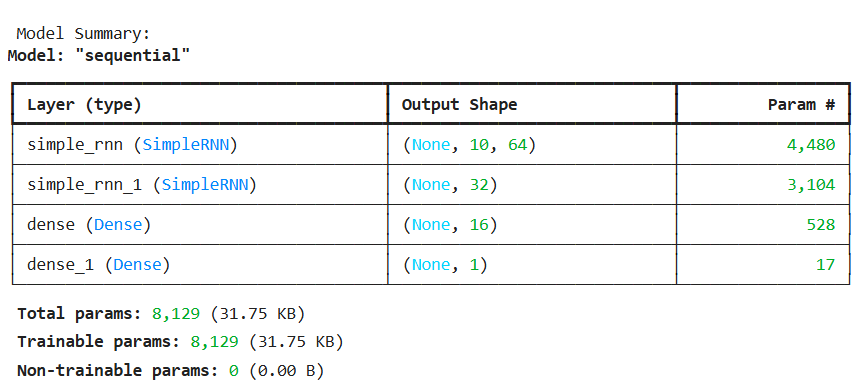 Model Summary:
Model: "sequential"
Layer (type) Output Shape Param #
simple_rnn (SimpleRNN) (None, 10, 64) 4,480
simple_rnn_1 (SimpleRNN) (None, 32) 3,104
dense (Dense) (None, 16) 528
dense_1 (Dense) (None, 1) 17
Total params: 8,129 (31.75 KB)
Trainable params: 8,129 (31.75 KB)
Non-trainable params: 0 (0.00 B)